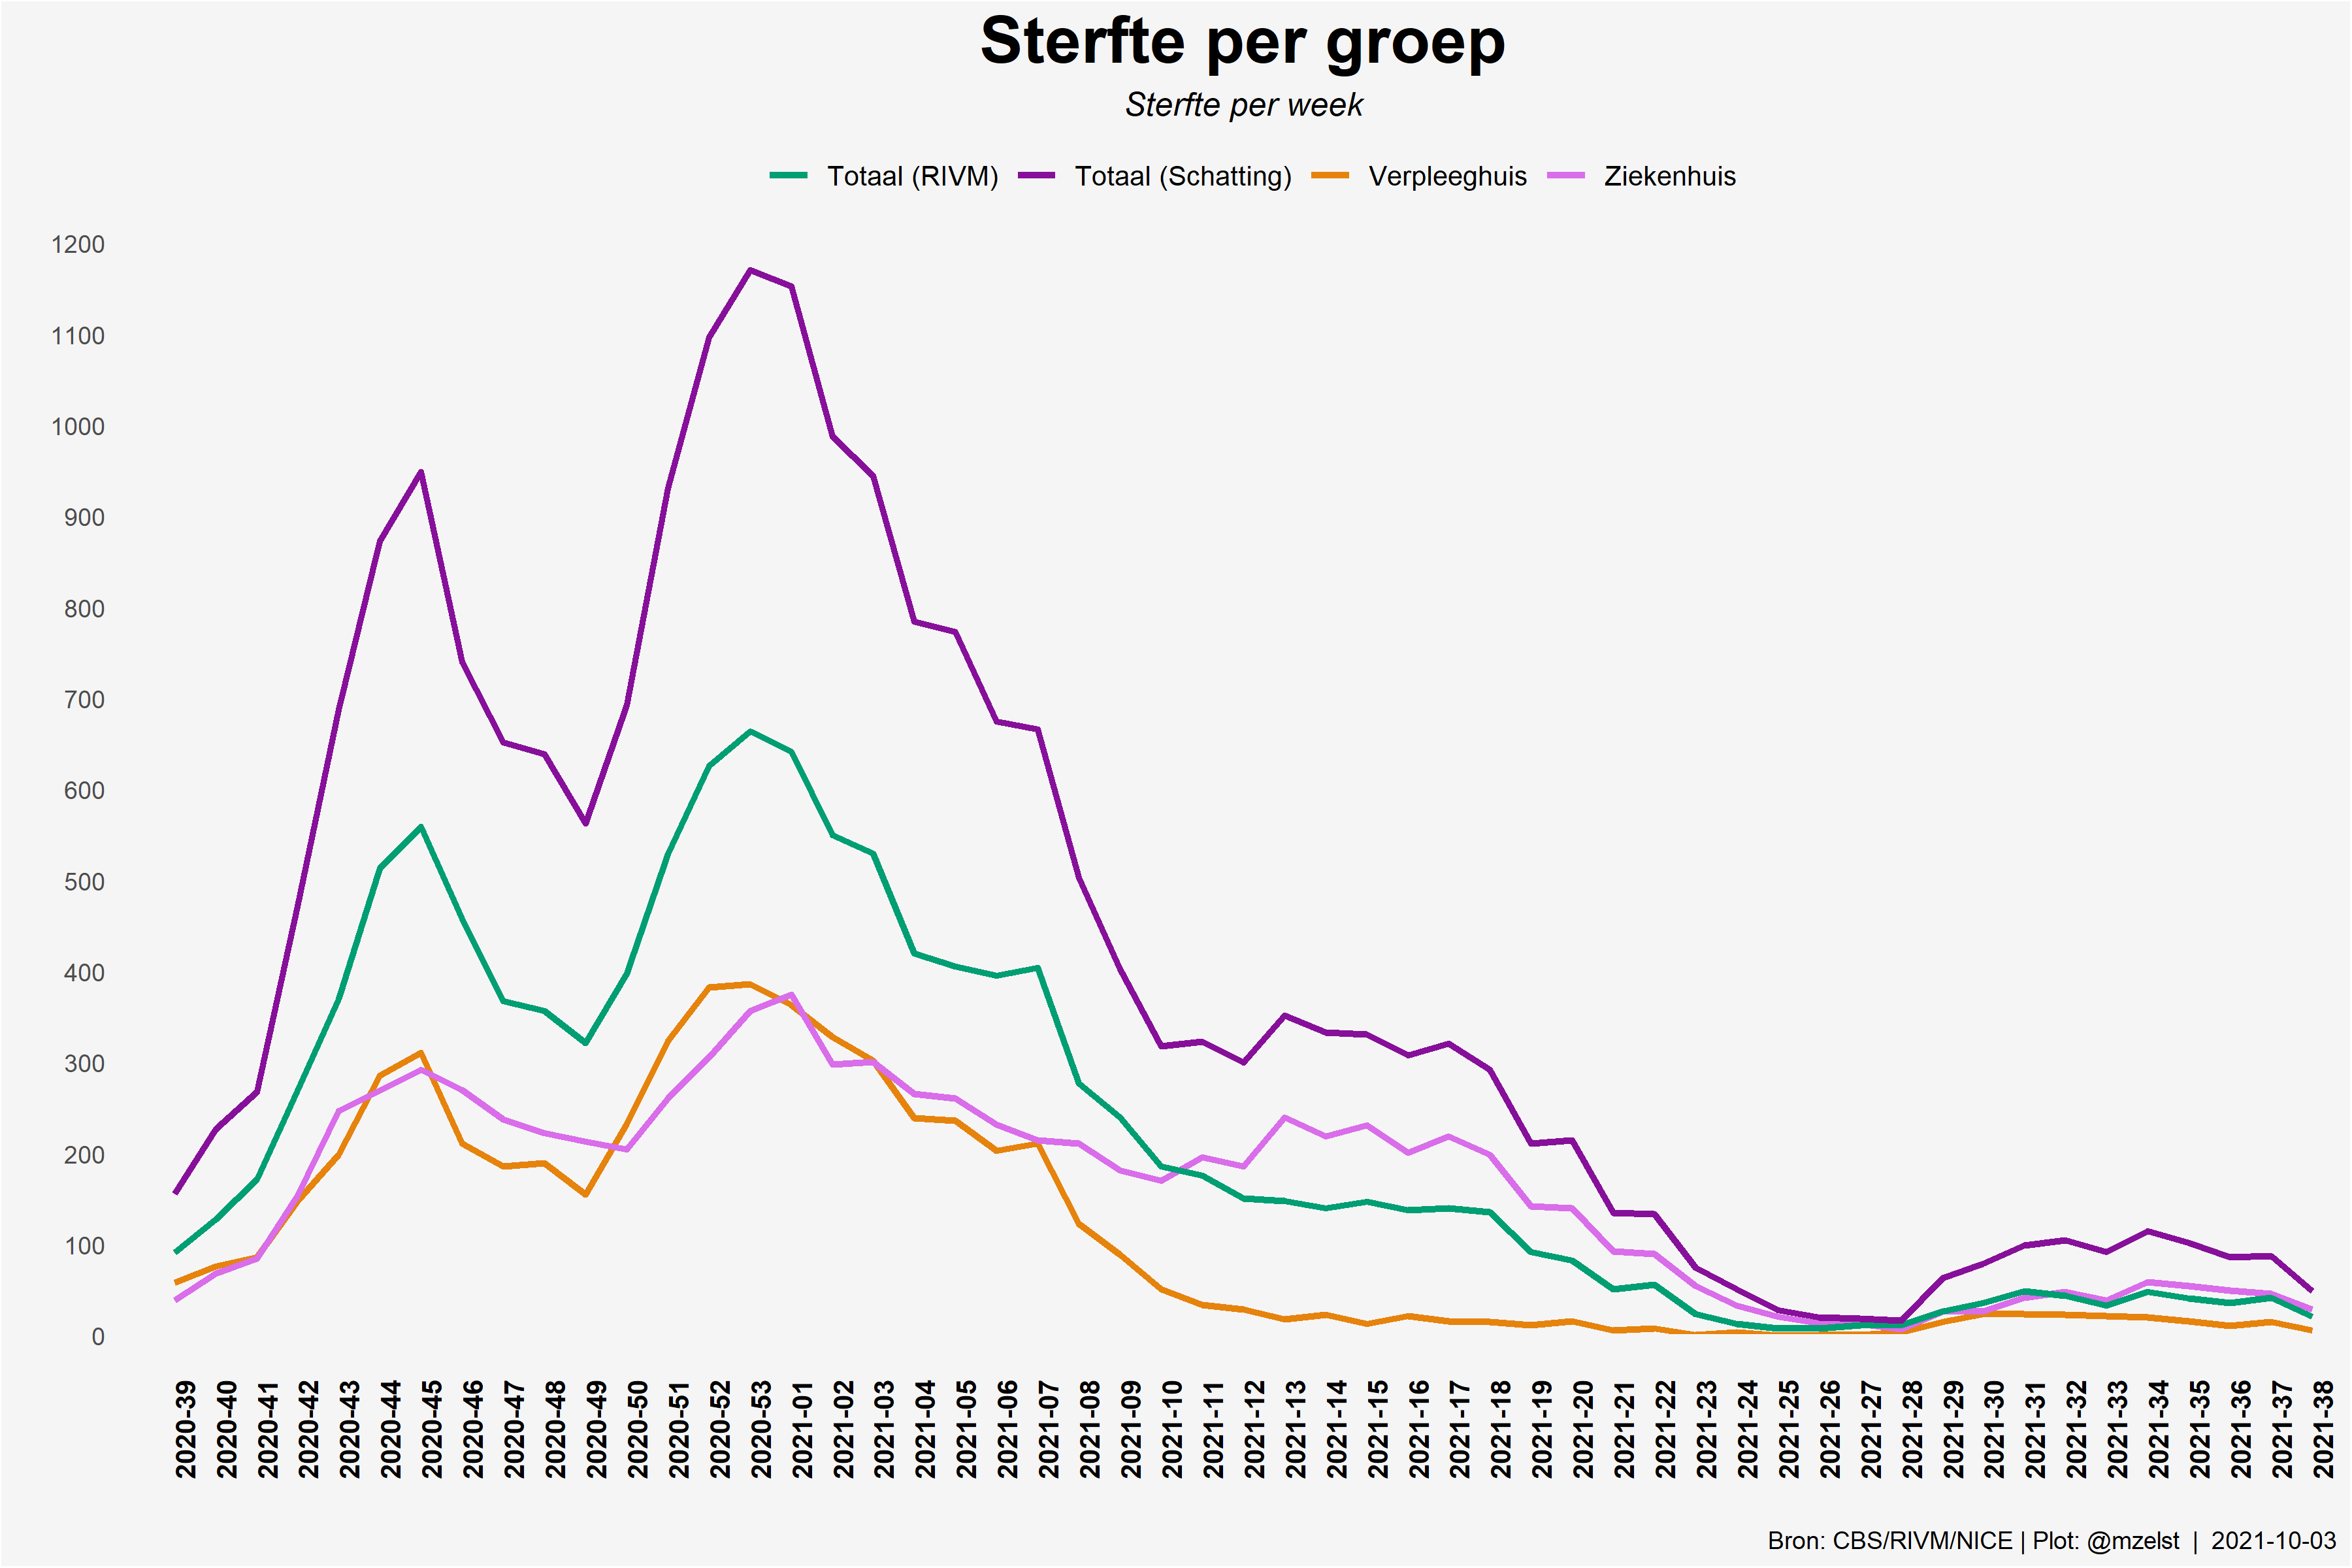 Sterfte per groep
Sterfte per week
Totaal (RIVM) Totaal (Schatting) Verpleeghuis Ziekenhuis
1200
1100
1000
900
800
700
600
500
400
300
200
100
0
2020-39 2020-40 2020-41 2020-42 2020-43 2020-44 2020-45 2020-46 2020-47 2020-48 2020-49 2020-50 2020-51 2020-52 2020-53 2021-01 2021-02 2021-03 2021-04 2021-05 2021-06 2021-07 2021-08 2021-09 2021-10 2021-11 2021-12 2021-13 2021-14 2021-15 2021-16 2021-17 2021-18 2021-19 2021-20 2021-21 2021-22 2021-23 2021-24 2021-25 2021-26 2021-27 2021-28 2021-29 2021-30 2021-31 2021-32 2021-33 2021-34 2021-35 2021-36 2021-37 2021-38
Bron: CBS/RIVM/NICE | Plot: @mzelst | 2021-10-03